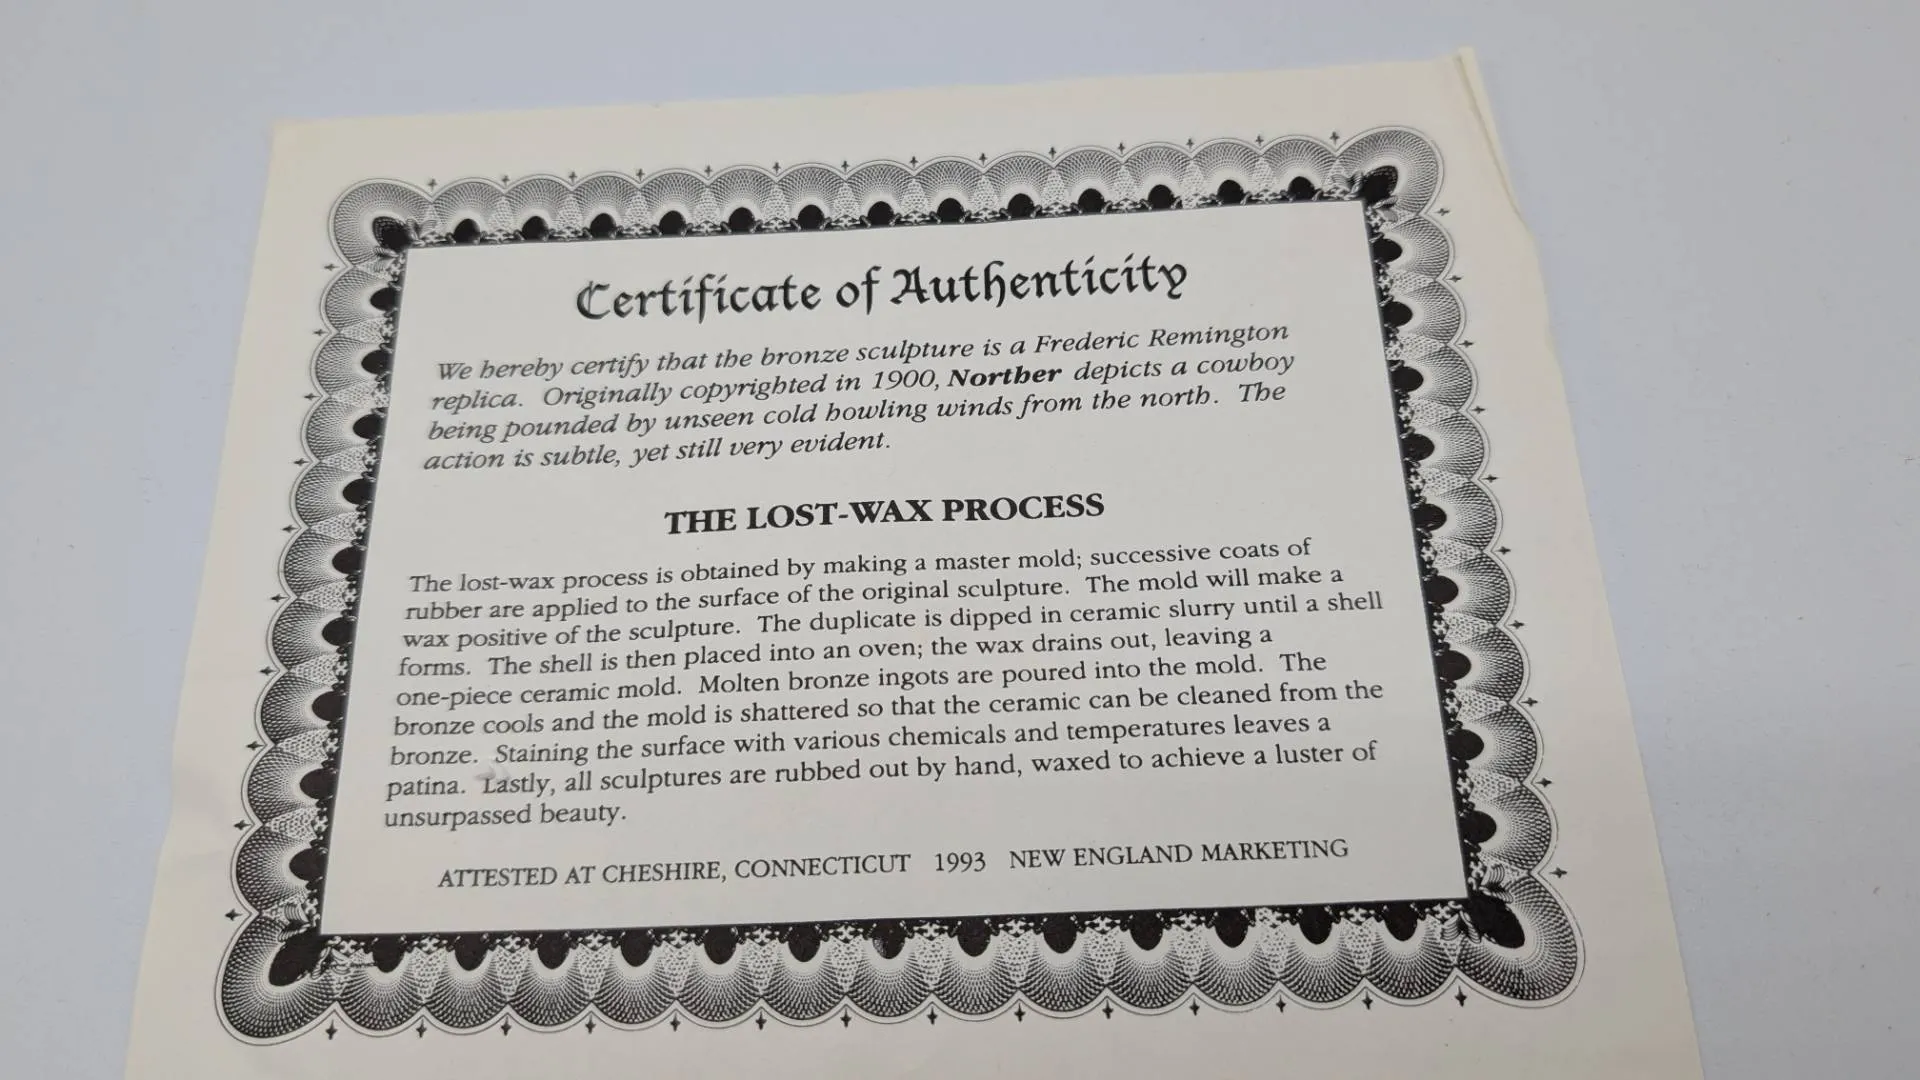 Certificate of Authenticity
We hereby certify that the bronze sculpture is a Frederic Remington
replica. Originally copyrighted in 1900, Norther depicts a cowboy
being pounded by unseen cold howling winds from the north. The
action is subtle, yet still very evident.
THE LOST-WAX PROCESS
The lost-wax process is obtained by making a master mold; successive coats of
rubber are applied to the surface of the original sculpture. The mold will make a
wax positive of the sculpture. The duplicate is dipped in ceramic slurry until a shell
forms. The shell is then placed into an oven; the wax drains out, leaving a
one-piece ceramic mold. Molten bronze ingots are poured into the mold. The
bronze cools and the mold is shattered so that the ceramic can be cleaned from the
bronze. Staining the surface with various chemicals and temperatures leaves a
patina. Lastly, all sculptures are rubbed out by hand, waxed to achieve a luster of
unsurpassed beauty.
ATTESTED AT CHESHIRE, CONNECTICUT 1993 NEW ENGLAND MARKETING